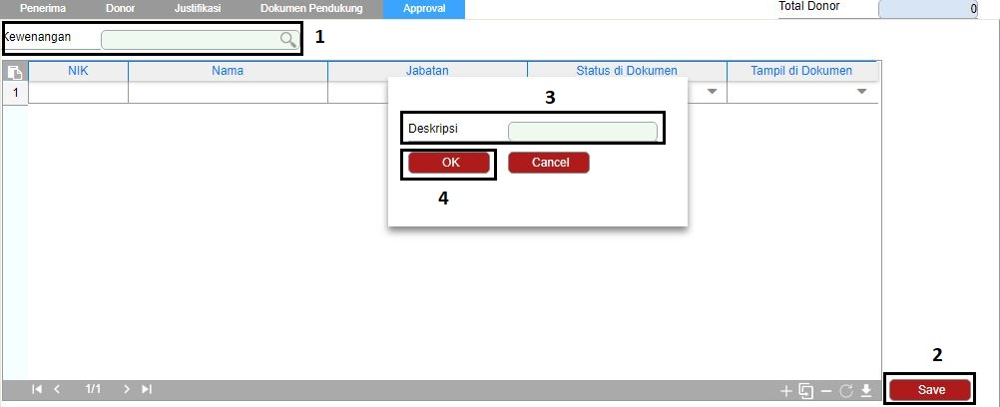 Penerima Donor Justifikasi Dokumen Pendukung Approval Total Donor 0
Kewenangan 1
NIK Nama Jabatan Status di Dokumen Tampil di Dokumen
1
3
Deskripsi
OK Cancel
4
2
1/1 Save